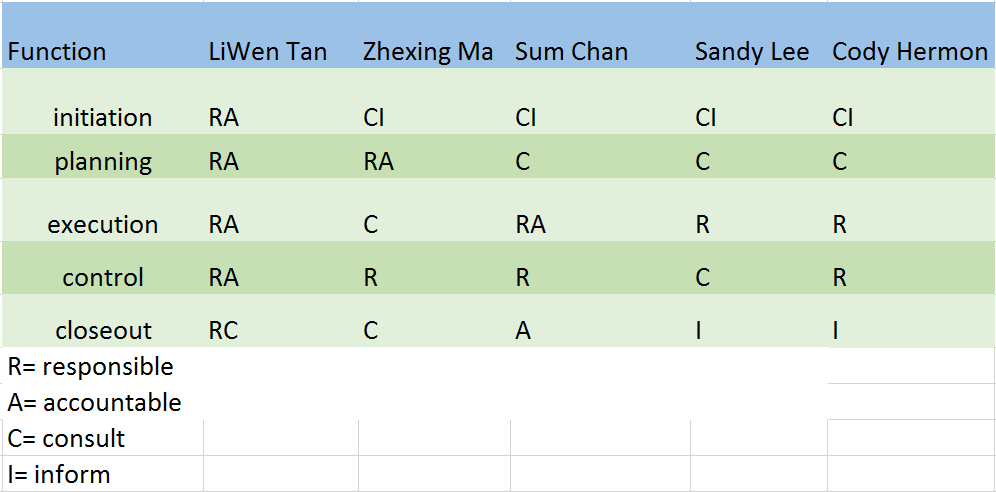 Function LiWen Tan Zhexing Ma Sum Chan Sandy Lee Cody Hermon
initiation RA CI CI CI CI
planning RA RA C C C
execution RA C RA R R
control RA R R C R
closeout RC C A I I
R= responsible
A= accountable
C= consult
I= inform